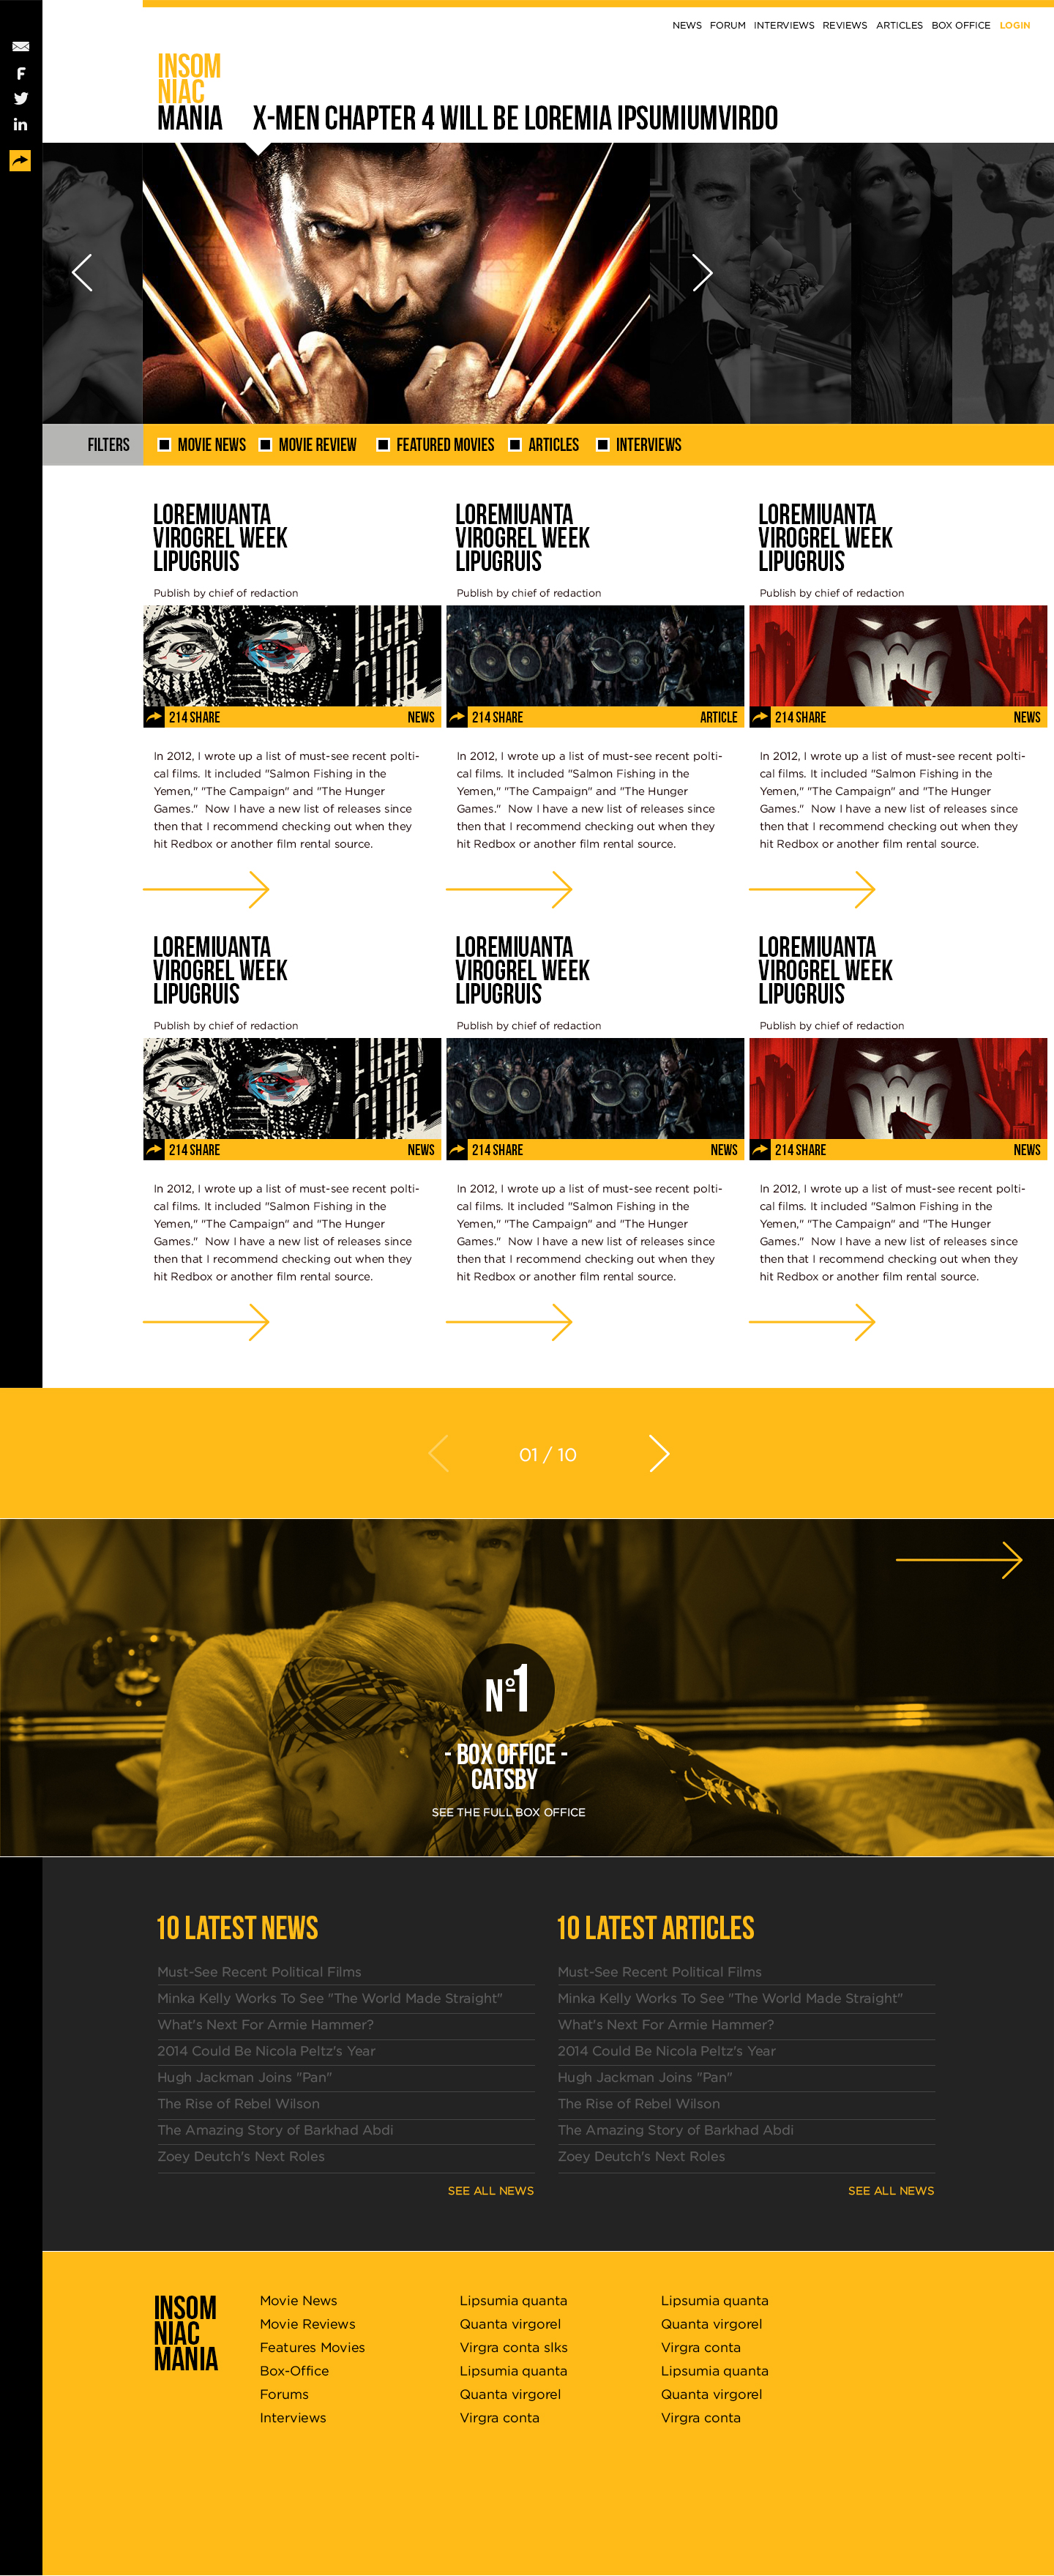 NEWS FORUM INTERVIEWS REVIEWS ARTICLES BOX OFFICE LOGIN
INSOM
NIAC
MANIA
X-MEN CHAPTER 4 WILL BE LOREMIA IPSUMIUMVIRDO
FILTERS
MOVIE NEWS MOVIE REVIEW FEATURED MOVIES ARTICLES INTERVIEWS
LOREMIUANTA
VIROGREL WEEK
LIPUGRUIS
Publish by chief of redaction
214 SHARE NEWS
In 2012, I wrote up a list of must-see recent polti-
cal films. It included "Salmon Fishing in the
Yemen," "The Campaign" and "The Hunger
Games."  Now I have a new list of releases since
then that I recommend checking out when they
hit Redbox or another film rental source.
LOREMIUANTA
VIROGREL WEEK
LIPUGRUIS
Publish by chief of redaction
214 SHARE ARTICLE
In 2012, I wrote up a list of must-see recent polti-
cal films. It included "Salmon Fishing in the
Yemen," "The Campaign" and "The Hunger
Games."  Now I have a new list of releases since
then that I recommend checking out when they
hit Redbox or another film rental source.
LOREMIUANTA
VIROGREL WEEK
LIPUGRUIS
Publish by chief of redaction
214 SHARE NEWS
In 2012, I wrote up a list of must-see recent polti-
cal films. It included "Salmon Fishing in the
Yemen," "The Campaign" and "The Hunger
Games."  Now I have a new list of releases since
then that I recommend checking out when they
hit Redbox or another film rental source.
LOREMIUANTA
VIROGREL WEEK
LIPUGRUIS
Publish by chief of redaction
214 SHARE NEWS
In 2012, I wrote up a list of must-see recent polti-
cal films. It included "Salmon Fishing in the
Yemen," "The Campaign" and "The Hunger
Games."  Now I have a new list of releases since
then that I recommend checking out when they
hit Redbox or another film rental source.
LOREMIUANTA
VIROGREL WEEK
LIPUGRUIS
Publish by chief of redaction
214 SHARE NEWS
In 2012, I wrote up a list of must-see recent polti-
cal films. It included "Salmon Fishing in the
Yemen," "The Campaign" and "The Hunger
Games."  Now I have a new list of releases since
then that I recommend checking out when they
hit Redbox or another film rental source.
LOREMIUANTA
VIROGREL WEEK
LIPUGRUIS
Publish by chief of redaction
214 SHARE NEWS
In 2012, I wrote up a list of must-see recent polti-
cal films. It included "Salmon Fishing in the
Yemen," "The Campaign" and "The Hunger
Games."  Now I have a new list of releases since
then that I recommend checking out when they
hit Redbox or another film rental source.
01 / 10
Nº1
- BOX OFFICE -
CATSBY
SEE THE FULL BOX OFFICE
10 LATEST NEWS
Must-See Recent Political Films
Minka Kelly Works To See "The World Made Straight"
What's Next For Armie Hammer?
2014 Could Be Nicola Peltz's Year
Hugh Jackman Joins "Pan"
The Rise of Rebel Wilson
The Amazing Story of Barkhad Abdi
Zoey Deutch's Next Roles
SEE ALL NEWS
10 LATEST ARTICLES
Must-See Recent Political Films
Minka Kelly Works To See "The World Made Straight"
What's Next For Armie Hammer?
2014 Could Be Nicola Peltz's Year
Hugh Jackman Joins "Pan"
The Rise of Rebel Wilson
The Amazing Story of Barkhad Abdi
Zoey Deutch's Next Roles
SEE ALL NEWS
INSOM
NIAC
MANIA
Movie News
Movie Reviews
Features Movies
Box-Office
Forums
Interviews
Lipsumia quanta
Quanta virgorel
Virgra conta slks
Lipsumia quanta
Quanta virgorel
Virgra conta
Lipsumia quanta
Quanta virgorel
Virgra conta
Lipsumia quanta
Quanta virgorel
Virgra conta